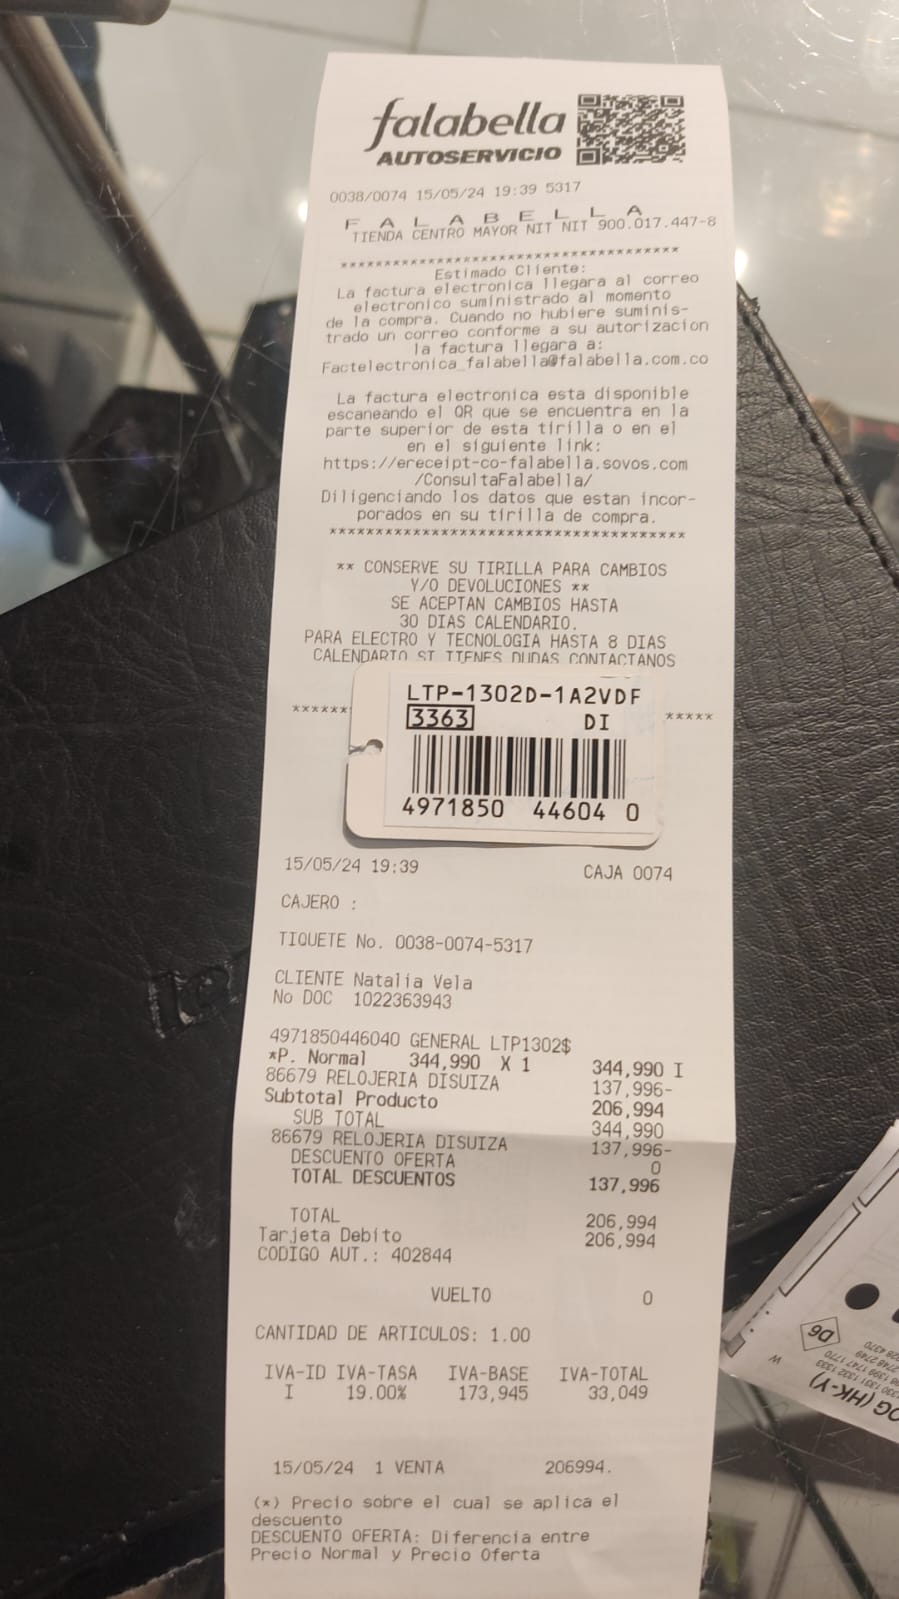 falabella
AUTOSERVICIO
0038/0074 15/05/24 19:39 5317
F A L A B E L L A
TIENDA CENTRO MAYOR NIT NIT 900.017.447-8
**************************************
Estimado Cliente:
La factura electronica llegara al correo
electronico suministrado al momento
de la compra. Cuando no hubiere suminis-
trado un correo conforme a su autorizacion
la factura llegara a:
Factelectronica_falabella@falabella.com.co
La factura electronica esta disponible
escaneando el QR que se encuentra en la
parte superior de esta tirilla o en el
en el siguiente link:
https://ereceipt-co-falabella.sovos.com
/ConsultaFalabella/
Diligenciando los datos que estan incor-
porados en su tirilla de compra.
**************************************
** CONSERVE SU TIRILLA PARA CAMBIOS
Y/O DEVOLUCIONES **
SE ACEPTAN CAMBIOS HASTA
30 DIAS CALENDARIO.
PARA ELECTRO Y TECNOLOGIA HASTA 8 DIAS
CALENDARIO SI TIENES DUDAS CONTACTANOS
LTP-1302D-1A2VDF
3363 DI
4971850 44604 0
15/05/24 19:39 CAJA 0074
CAJERO :
TIQUETE No. 0038-0074-5317
CLIENTE Natalia Vela
No DOC 1022363943
4971850446040 GENERAL LTP1302$
*P. Normal 344,990 X 1 344,990 I
86679 RELOJERIA DISUIZA 137,996-
Subtotal Producto 206,994
SUB TOTAL 344,990
86679 RELOJERIA DISUIZA 137,996-
DESCUENTO OFERTA 0
TOTAL DESCUENTOS 137,996
TOTAL 206,994
Tarjeta Debito 206,994
CODIGO AUT.: 402844
VUELTO 0
CANTIDAD DE ARTICULOS: 1.00
IVA-ID IVA-TASA IVA-BASE IVA-TOTAL
I 19.00% 173,945 33,049
15/05/24 1 VENTA 206994.
(*) Precio sobre el cual se aplica el
descuento
DESCUENTO OFERTA: Diferencia entre
Precio Normal y Precio Oferta
D6
W
OG (HK-Y)